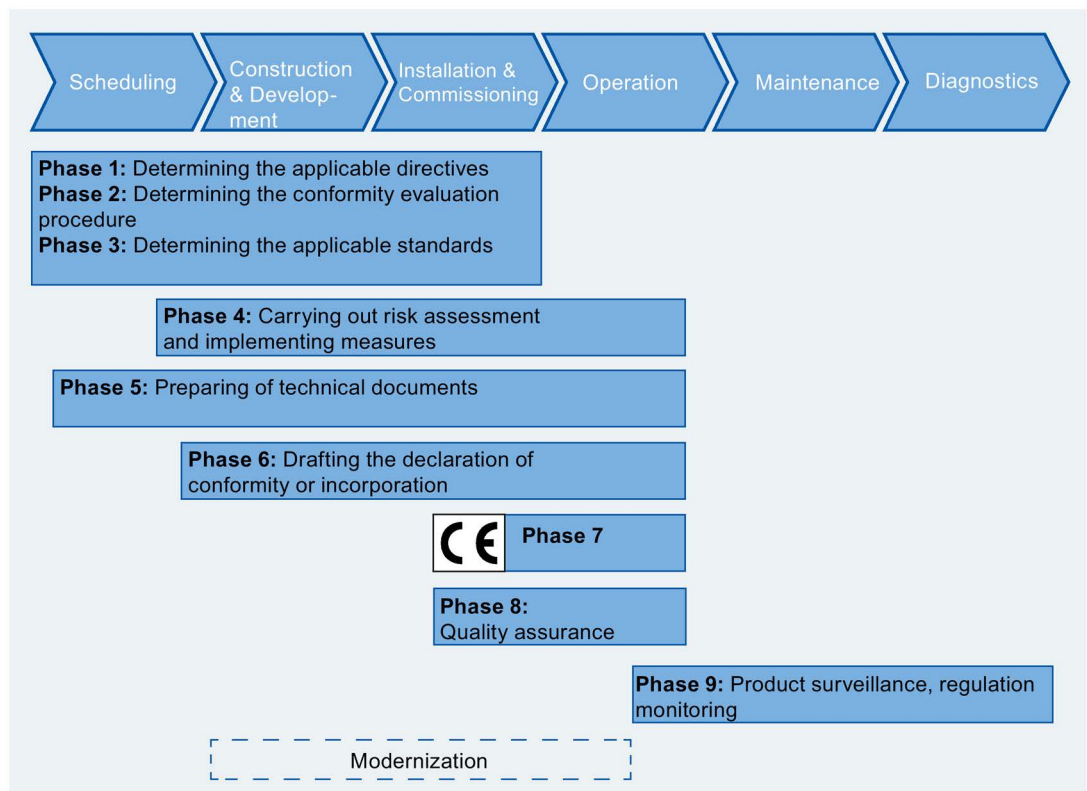 Scheduling
Construction
& Develop-
ment
Installation &
Commissioning
Operation
Maintenance
Diagnostics
Phase 1: Determining the applicable directives
Phase 2: Determining the conformity evaluation
procedure
Phase 3: Determining the applicable standards
Phase 4: Carrying out risk assessment
and implementing measures
Phase 5: Preparing of technical documents
Phase 6: Drafting the declaration of
conformity or incorporation
CE Phase 7
Phase 8:
Quality assurance
Phase 9: Product surveillance, regulation
monitoring
Modernization